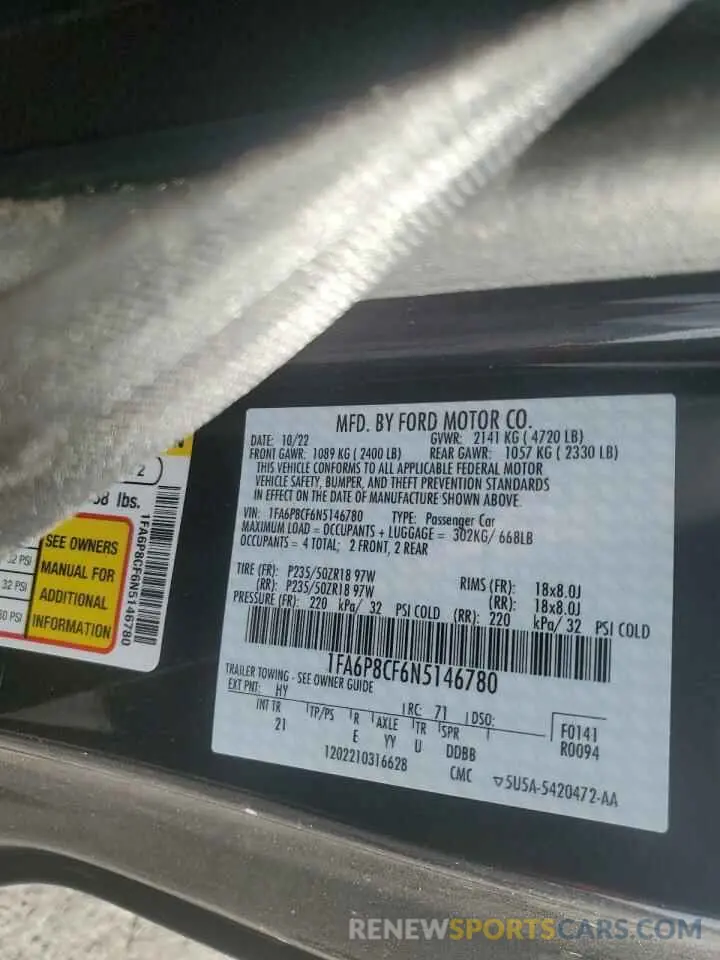 MFD. BY FORD MOTOR CO.
DATE: 10/22 GVWR: 2141 KG ( 4720 LB)
FRONT GAWR: 1089 KG ( 2400 LB) REAR GAWR: 1057 KG ( 2330 LB)
THIS VEHICLE CONFORMS TO ALL APPLICABLE FEDERAL MOTOR
VEHICLE SAFETY, BUMPER, AND THEFT PREVENTION STANDARDS
IN EFFECT ON THE DATE OF MANUFACTURE SHOWN ABOVE.
VIN: 1FA6P8CF6N5146780 TYPE: Passenger Car
MAXIMUM LOAD = OCCUPANTS + LUGGAGE = 302KG/ 668LB
OCCUPANTS = 4 TOTAL; 2 FRONT, 2 REAR
TIRE (FR): P235/50ZR18 97W RIMS (FR): 18x8.0J
(RR): P235/50ZR18 97W (RR): 18x8.0J
PRESSURE (FR): 220 kPa/ 32 PSI COLD (RR): 220 kPa/ 32 PSI COLD
1FA6P8CF6N5146780
TRAILER TOWING - SEE OWNER GUIDE
EXT PNT: HY RC: 71 DSO:
INT TR TP/PS R AXLE TR SPR
21 E YY U DDBB
F0141
R0094
1202210316628 CMC 5U5A-5420472-AA
N
2
lbs.
32 PSI
SEE OWNERS
MANUAL FOR
ADDITIONAL
INFORMATION
1FA6P8CF6N5146780
RENEWSPORTSCARS.COM